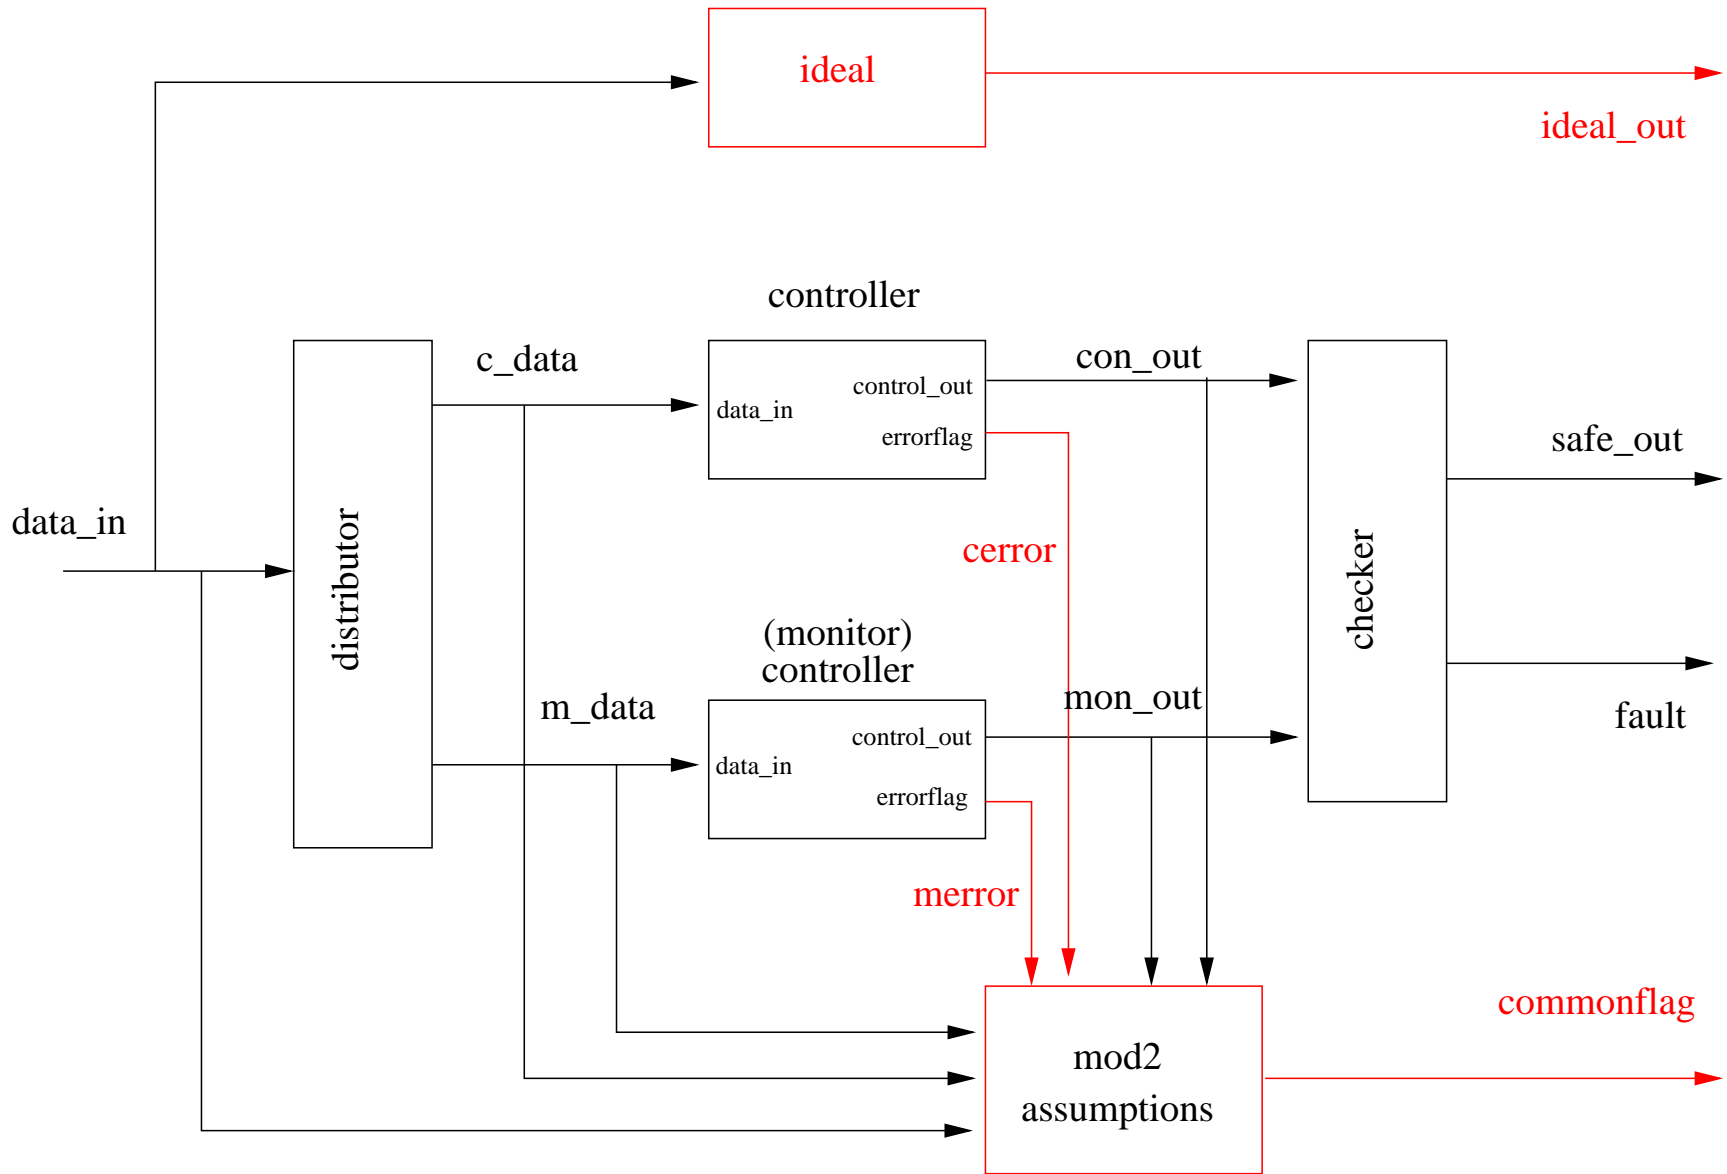 ideal
ideal_out
controller
c_data
con_out
control_out
data_in
errorflag
safe_out
data_in
distributor
cerror
checker
(monitor)
controller
m_data
mon_out
fault
control_out
data_in
errorflag
merror
commonflag
mod2
assumptions